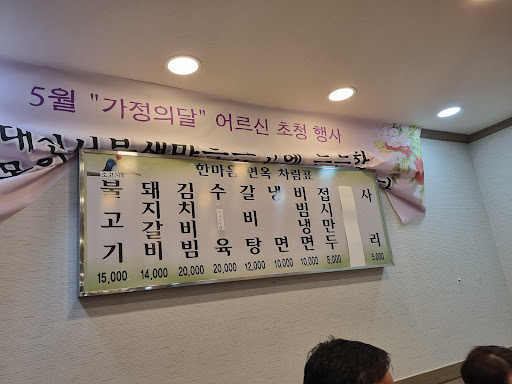 5월 "가정의달" 어르신 초청 행사
한마음 면옥 차림표
불고기 15,000
돼지갈비 14,000
김치비빔 20,000
수육 20,000
갈비탕 12,000
냉면 10,000
비빔냉면 10,000
접시만두 8,000
사리 5,000